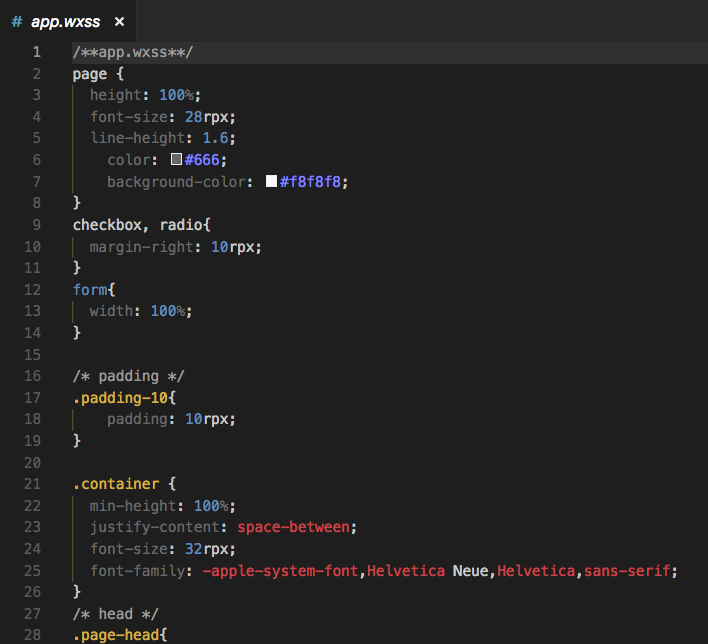 # app.wxss ×
1 /**app.wxss**/
2 page {
3   height: 100%;
4   font-size: 28rpx;
5   line-height: 1.6;
6     color: #666;
7     background-color: #f8f8f8;
8 }
9 checkbox, radio{
10   margin-right: 10rpx;
11 }
12 form{
13   width: 100%;
14 }
15
16 /* padding */
17 .padding-10{
18     padding: 10rpx;
19 }
20
21 .container {
22   min-height: 100%;
23   justify-content: space-between;
24   font-size: 32rpx;
25   font-family: -apple-system-font,Helvetica Neue,Helvetica,sans-serif;
26 }
27 /* head */
28 .page-head{